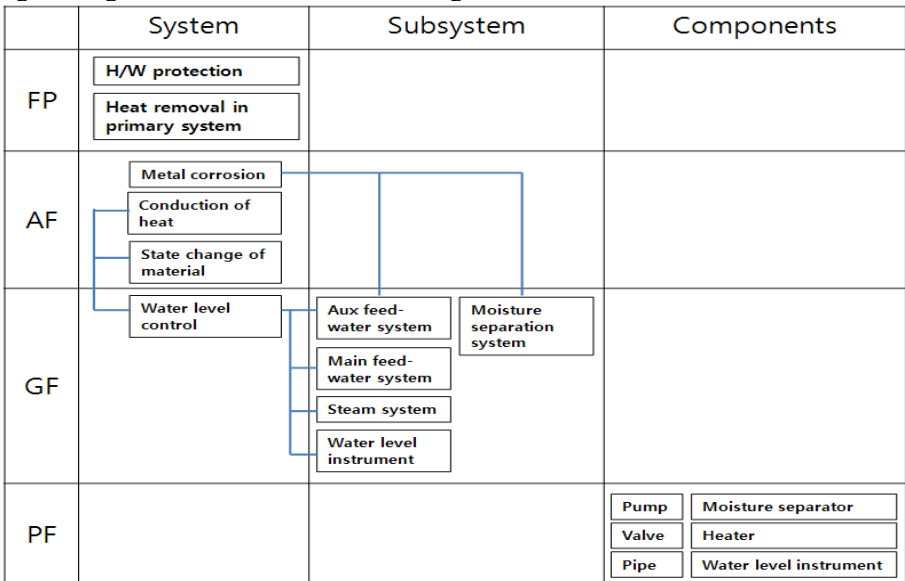 System Subsystem Components
FP
H/W protection
Heat removal in
primary system
AF
Metal corrosion
Conduction of
heat
State change of
material
GF
Water level
control
Aux feed-
water system
Moisture
separation
system
Main feed-
water system
Steam system
Water level
instrument
PF
Pump Moisture separator
Valve Heater
Pipe Water level instrument